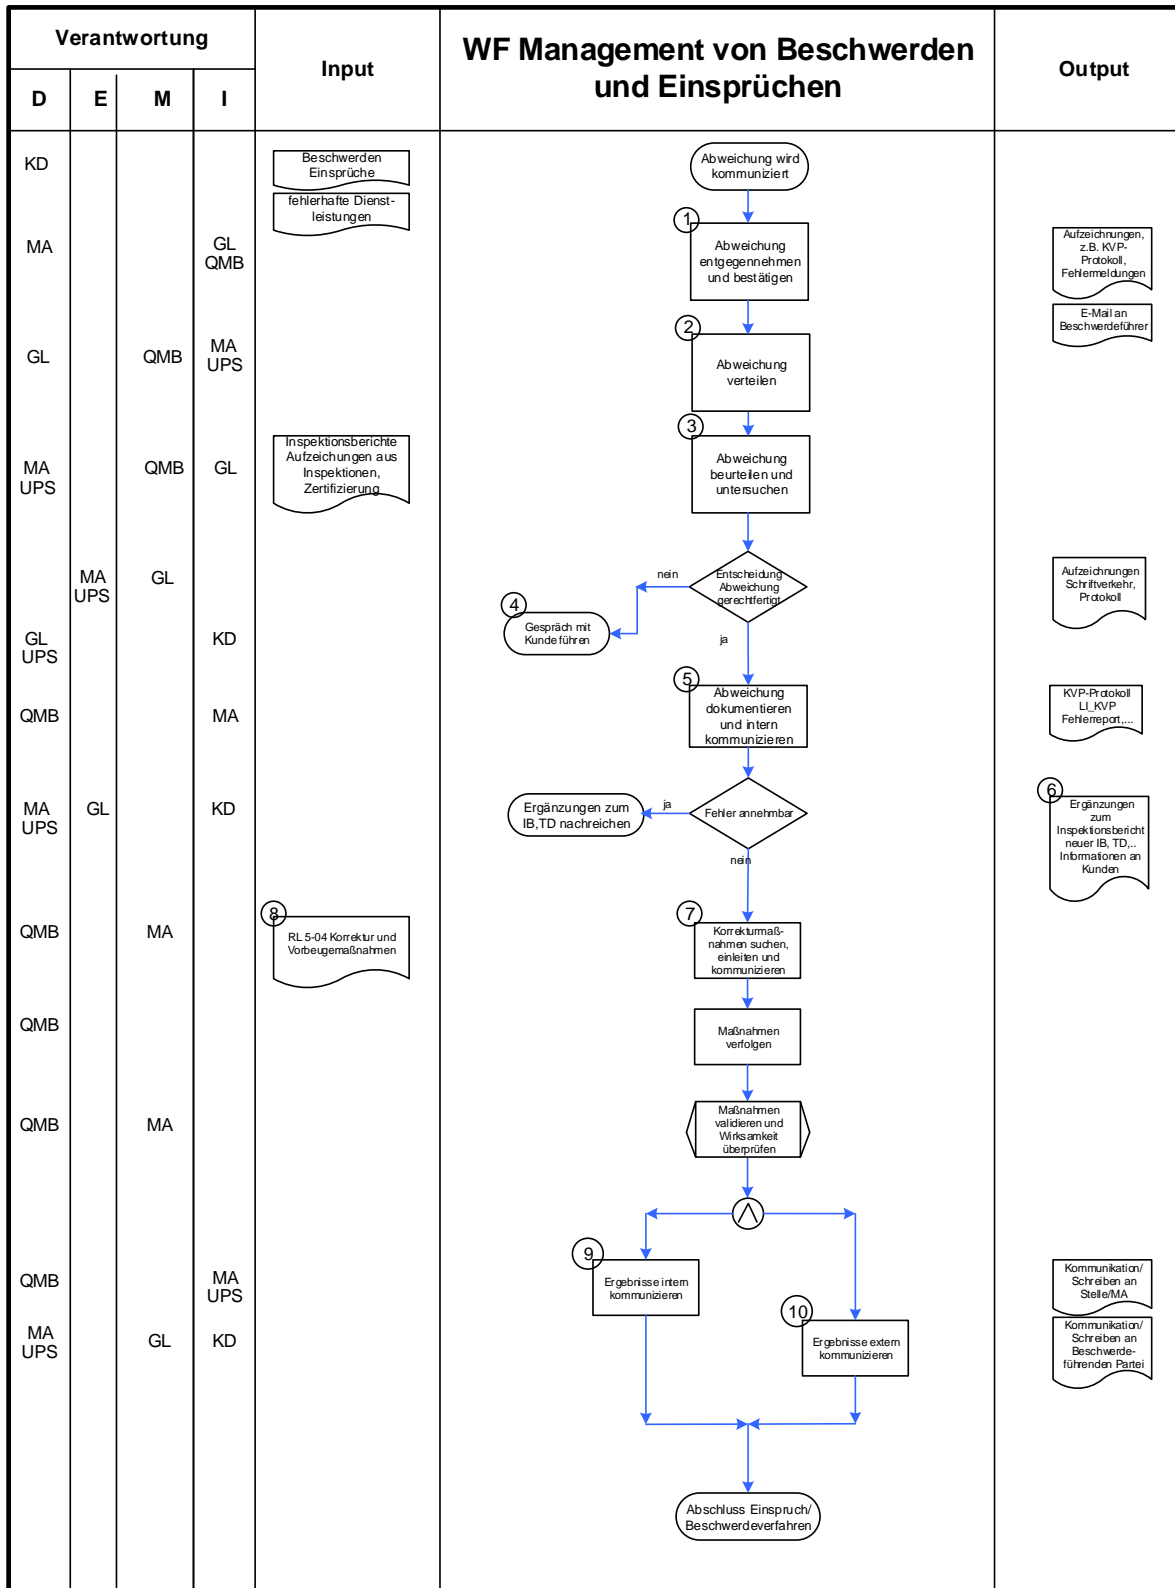 Verantwortung
Input
WF Management von Beschwerden
und Einsprüchen
Output
D E M I
KD
Beschwerden
Einsprüche
Abweichung wird
kommuniziert
fehlerhafte Dienst-
leistungen
1
MA
GL
QMB
Abweichung
entgegennehmen
und bestätigen
Aufzeichnungen,
z.B. KVP-
Protokoll,
Fehlermeldungen
E-Mail an
Beschwerdeführer
2
GL
QMB
MA
UPS
Abweichung
verteilen
3
MA
UPS
QMB
GL
Inspektionsberichte
Aufzeichungen aus
Inspektionen,
Zertifizierung
Abweichung
beurteilen und
untersuchen
MA
UPS
GL
nein
Entscheidung
Abweichung
gerechtfertigt
Aufzeichnungen
Schriftverkehr,
Protokoll
4
GL
UPS
KD
Gespräch mit
Kunde führen
ja
5
QMB
MA
Abweichung
dokumentieren
und intern
kommunizieren
KVP-Protokoll
LI_KVP
Fehlerreport,...
6
MA
UPS
GL
KD
Ergänzungen zum
IB,TD nachreichen
ja
Fehler annehmbar
nein
Ergänzungen
zum
Inspektionsbericht
neuer IB, TD,..
Informationen an
Kunden
8
7
QMB
MA
RL 5-04 Korrektur und
Vorbeugemaßnahmen
Korrekturmaß-
nahmen suchen,
einleiten und
kommunizieren
QMB
Maßnahmen
verfolgen
QMB
MA
Maßnahmen
validieren und
Wirksamkeit
überprüfen
9
QMB
MA
UPS
Ergebnisse intern
kommunizieren
Kommunikation/
Schreiben an
Stelle/MA
10
MA
UPS
GL
KD
Ergebnisse extern
kommunizieren
Kommunikation/
Schreiben an
Beschwerde-
führenden Partei
Abschluss Einspruch/
Beschwerdeverfahren